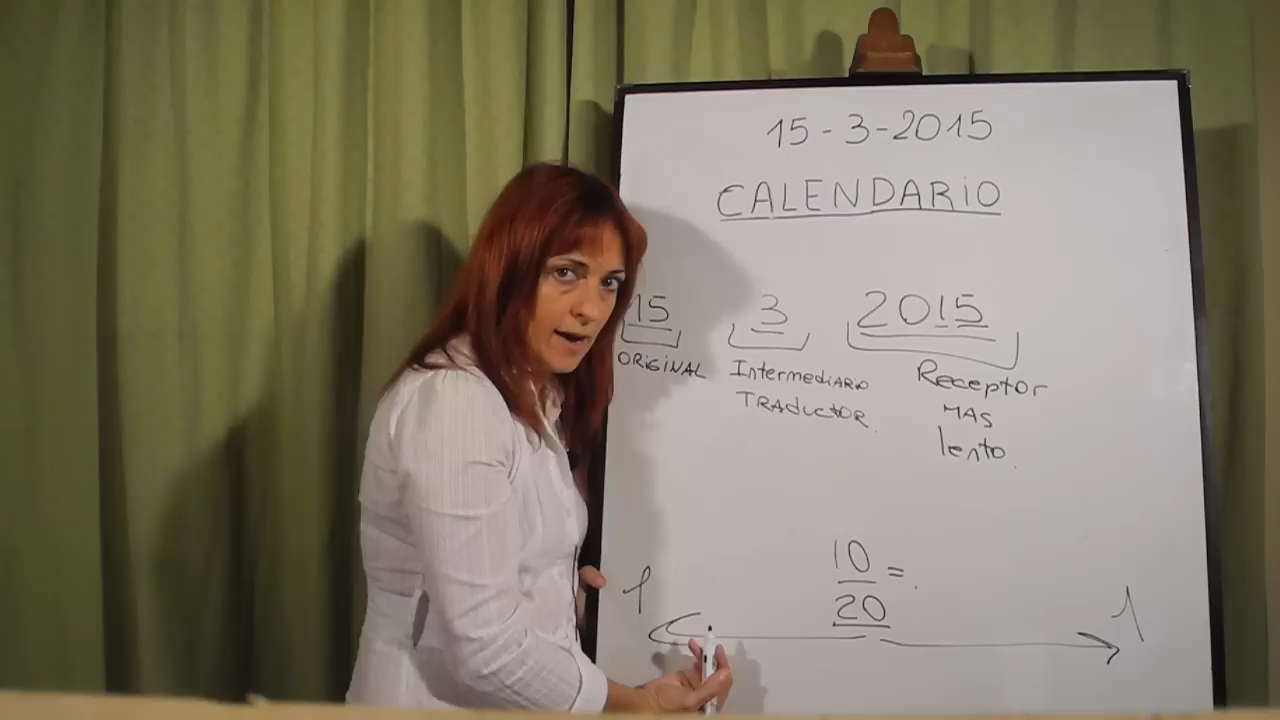 15-3-2015
CALENDARIO
15 3 2015
ORIGINAL Intermediario Receptor
TRAductOR MAS
lento.
10
=
20
1 1